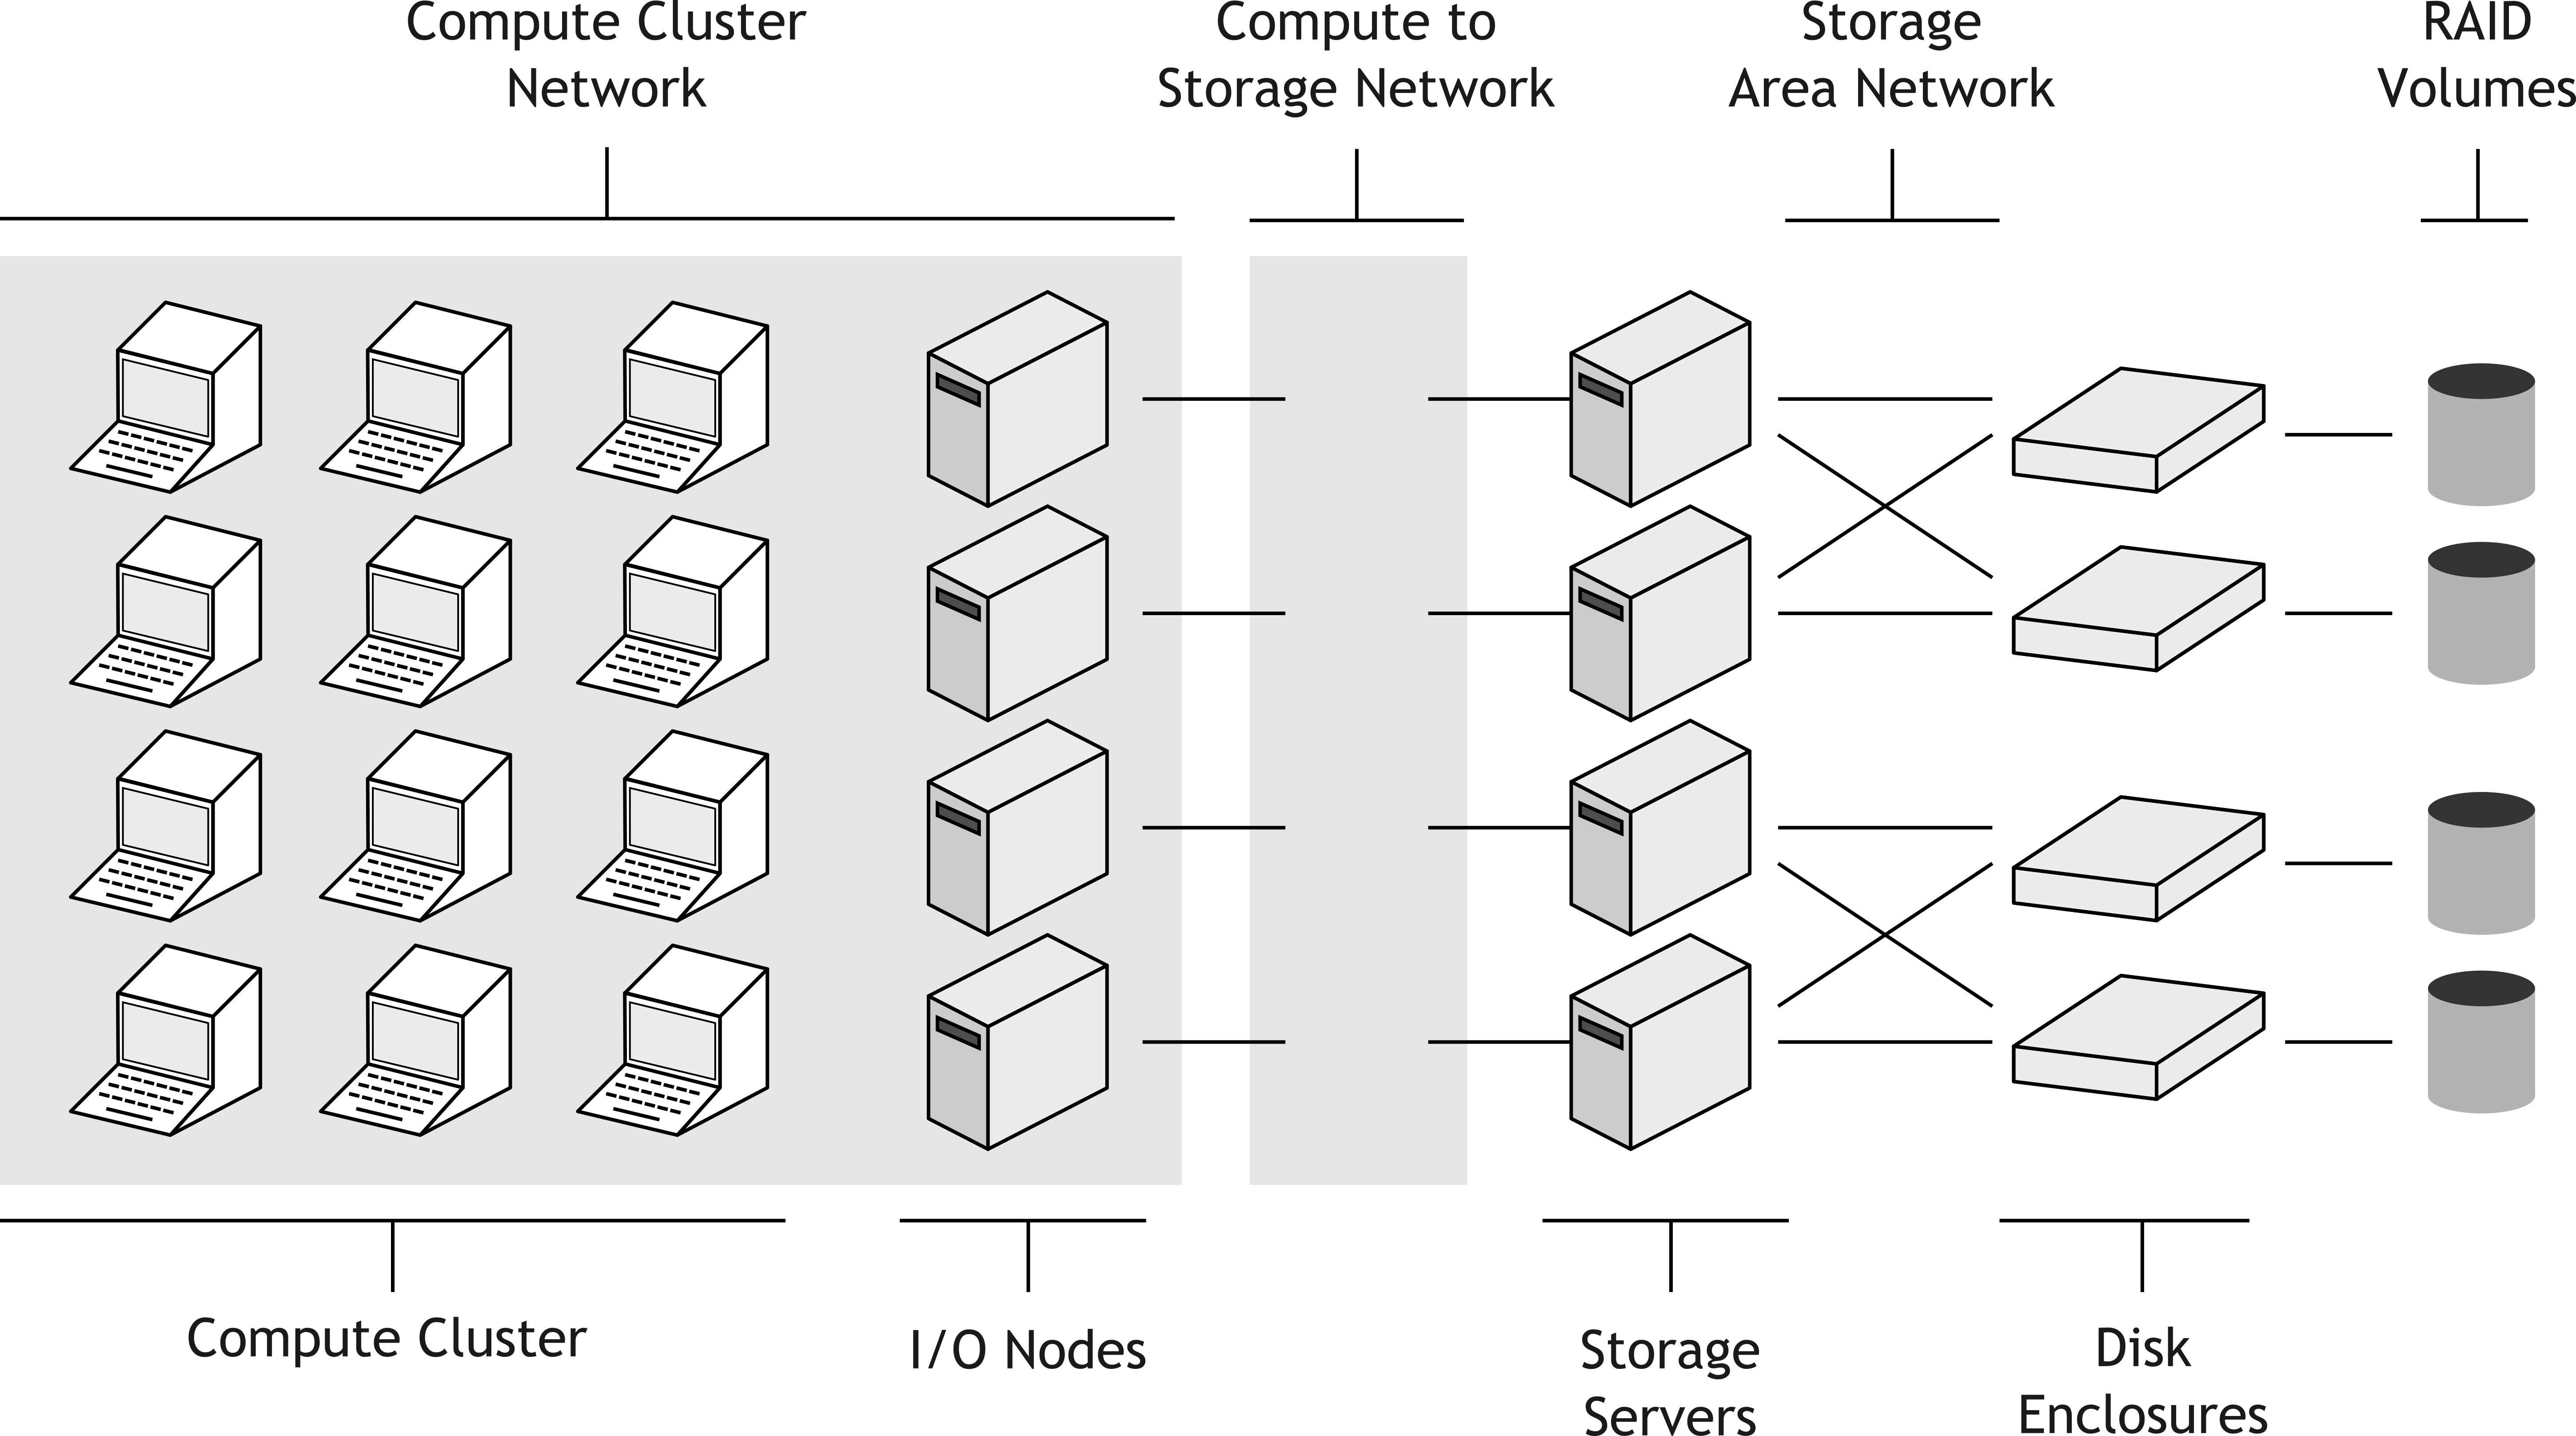 Compute Cluster
Network
Compute to
Storage Network
Storage
Area Network
RAID
Volumes
Compute Cluster
I/O Nodes
Storage
Servers
Disk
Enclosures